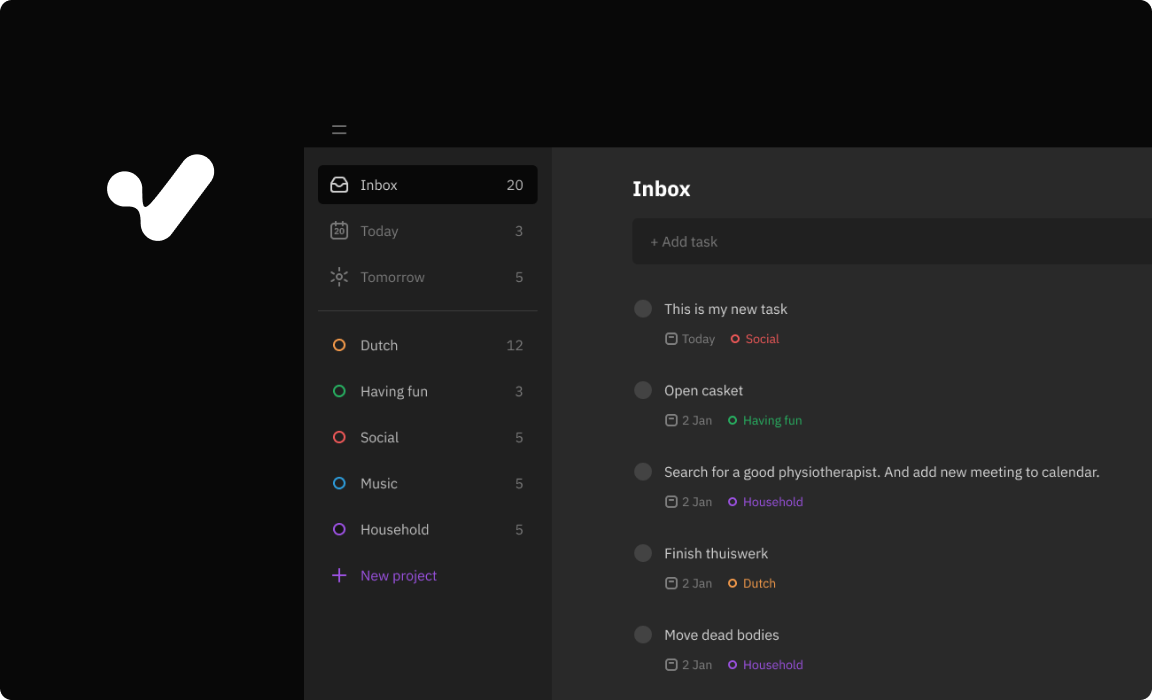 Inbox 20
20 Today 3
Tomorrow 5
Dutch 12
Having fun 3
Social 5
Music 5
Household 5
+ New project
Inbox
+ Add task
This is my new task
Today Social
Open casket
2 Jan Having fun
Search for a good physiotherapist. And add new meeting to calendar.
2 Jan Household
Finish thuiswerk
2 Jan Dutch
Move dead bodies
2 Jan Household